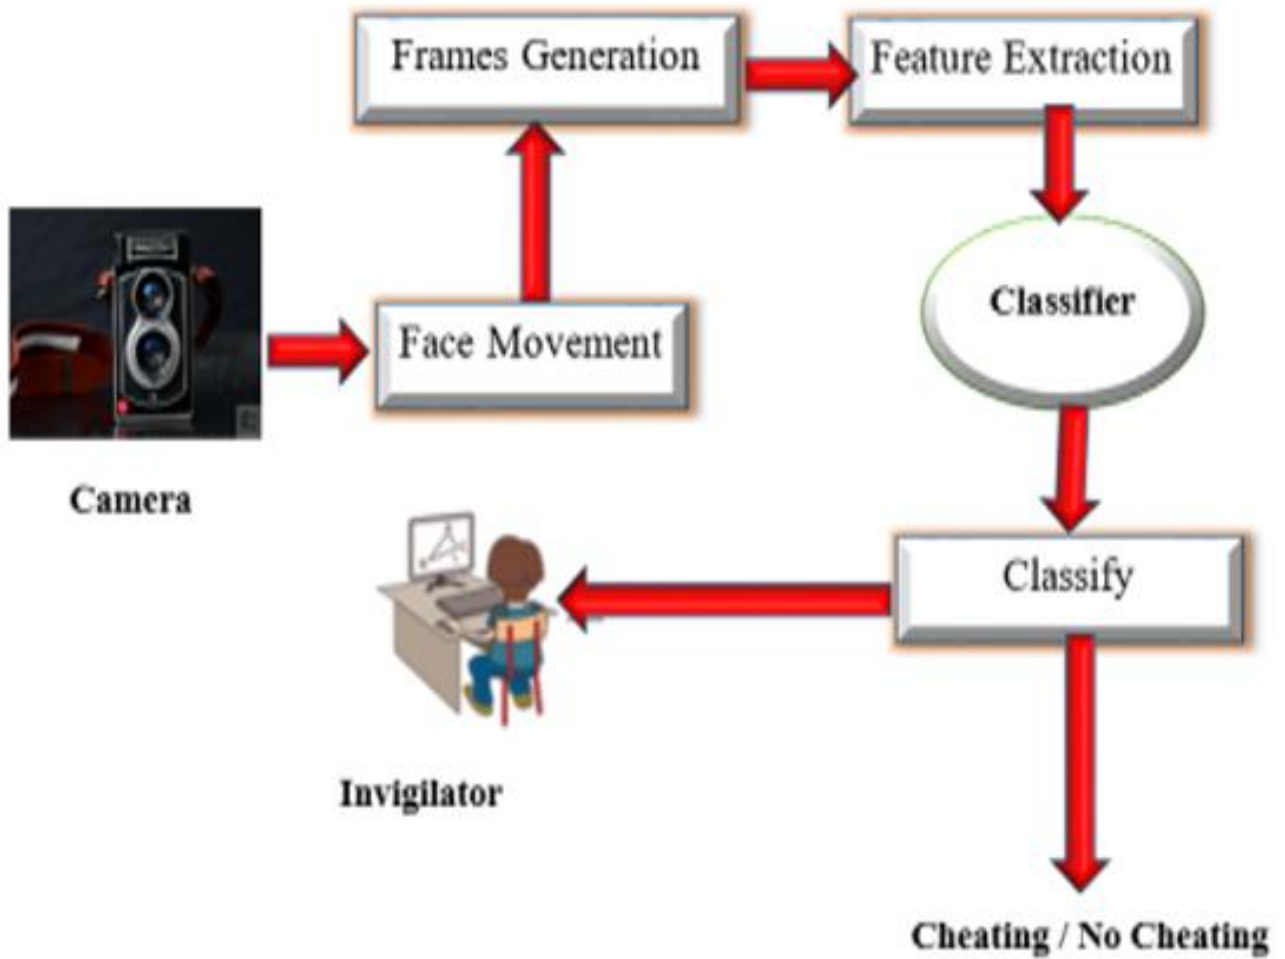 Frames Generation
Feature Extraction
Classifier
Face Movement
Camera
Classify
Invigilator
Cheating / No Cheating